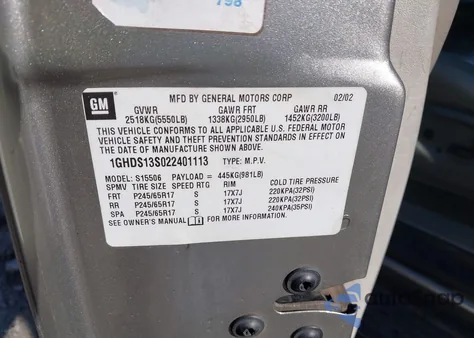 798
GM
MFD BY GENERAL MOTORS CORP 02/02
GVWR GAWR FRT GAWR RR
2518KG(5550LB) 1338KG(2950LB) 1452KG(3200LB)
THIS VEHICLE CONFORMS TO ALL APPLICABLE U.S. FEDERAL MOTOR
VEHICLE SAFETY AND THEFT PREVENTION STANDARDS IN EFFECT ON
THE DATE OF MANUFACTURE SHOWN ABOVE.
1GHDS13S022401113 TYPE: M.P.V.
MODEL: S15506 PAYLOAD = 445KG(981LB)
SPMV TIRE SIZE SPEED RTG RIM COLD TIRE PRESSURE
FRT P245/65R17 S 17X7J 220KPA(32PSI)
RR P245/65R17 S 17X7J 220KPA(32PSI)
SPA P245/65R17 S 17X7J 240KPA(35PSI)
SEE OWNER'S MANUAL FOR MORE INFORMATION.